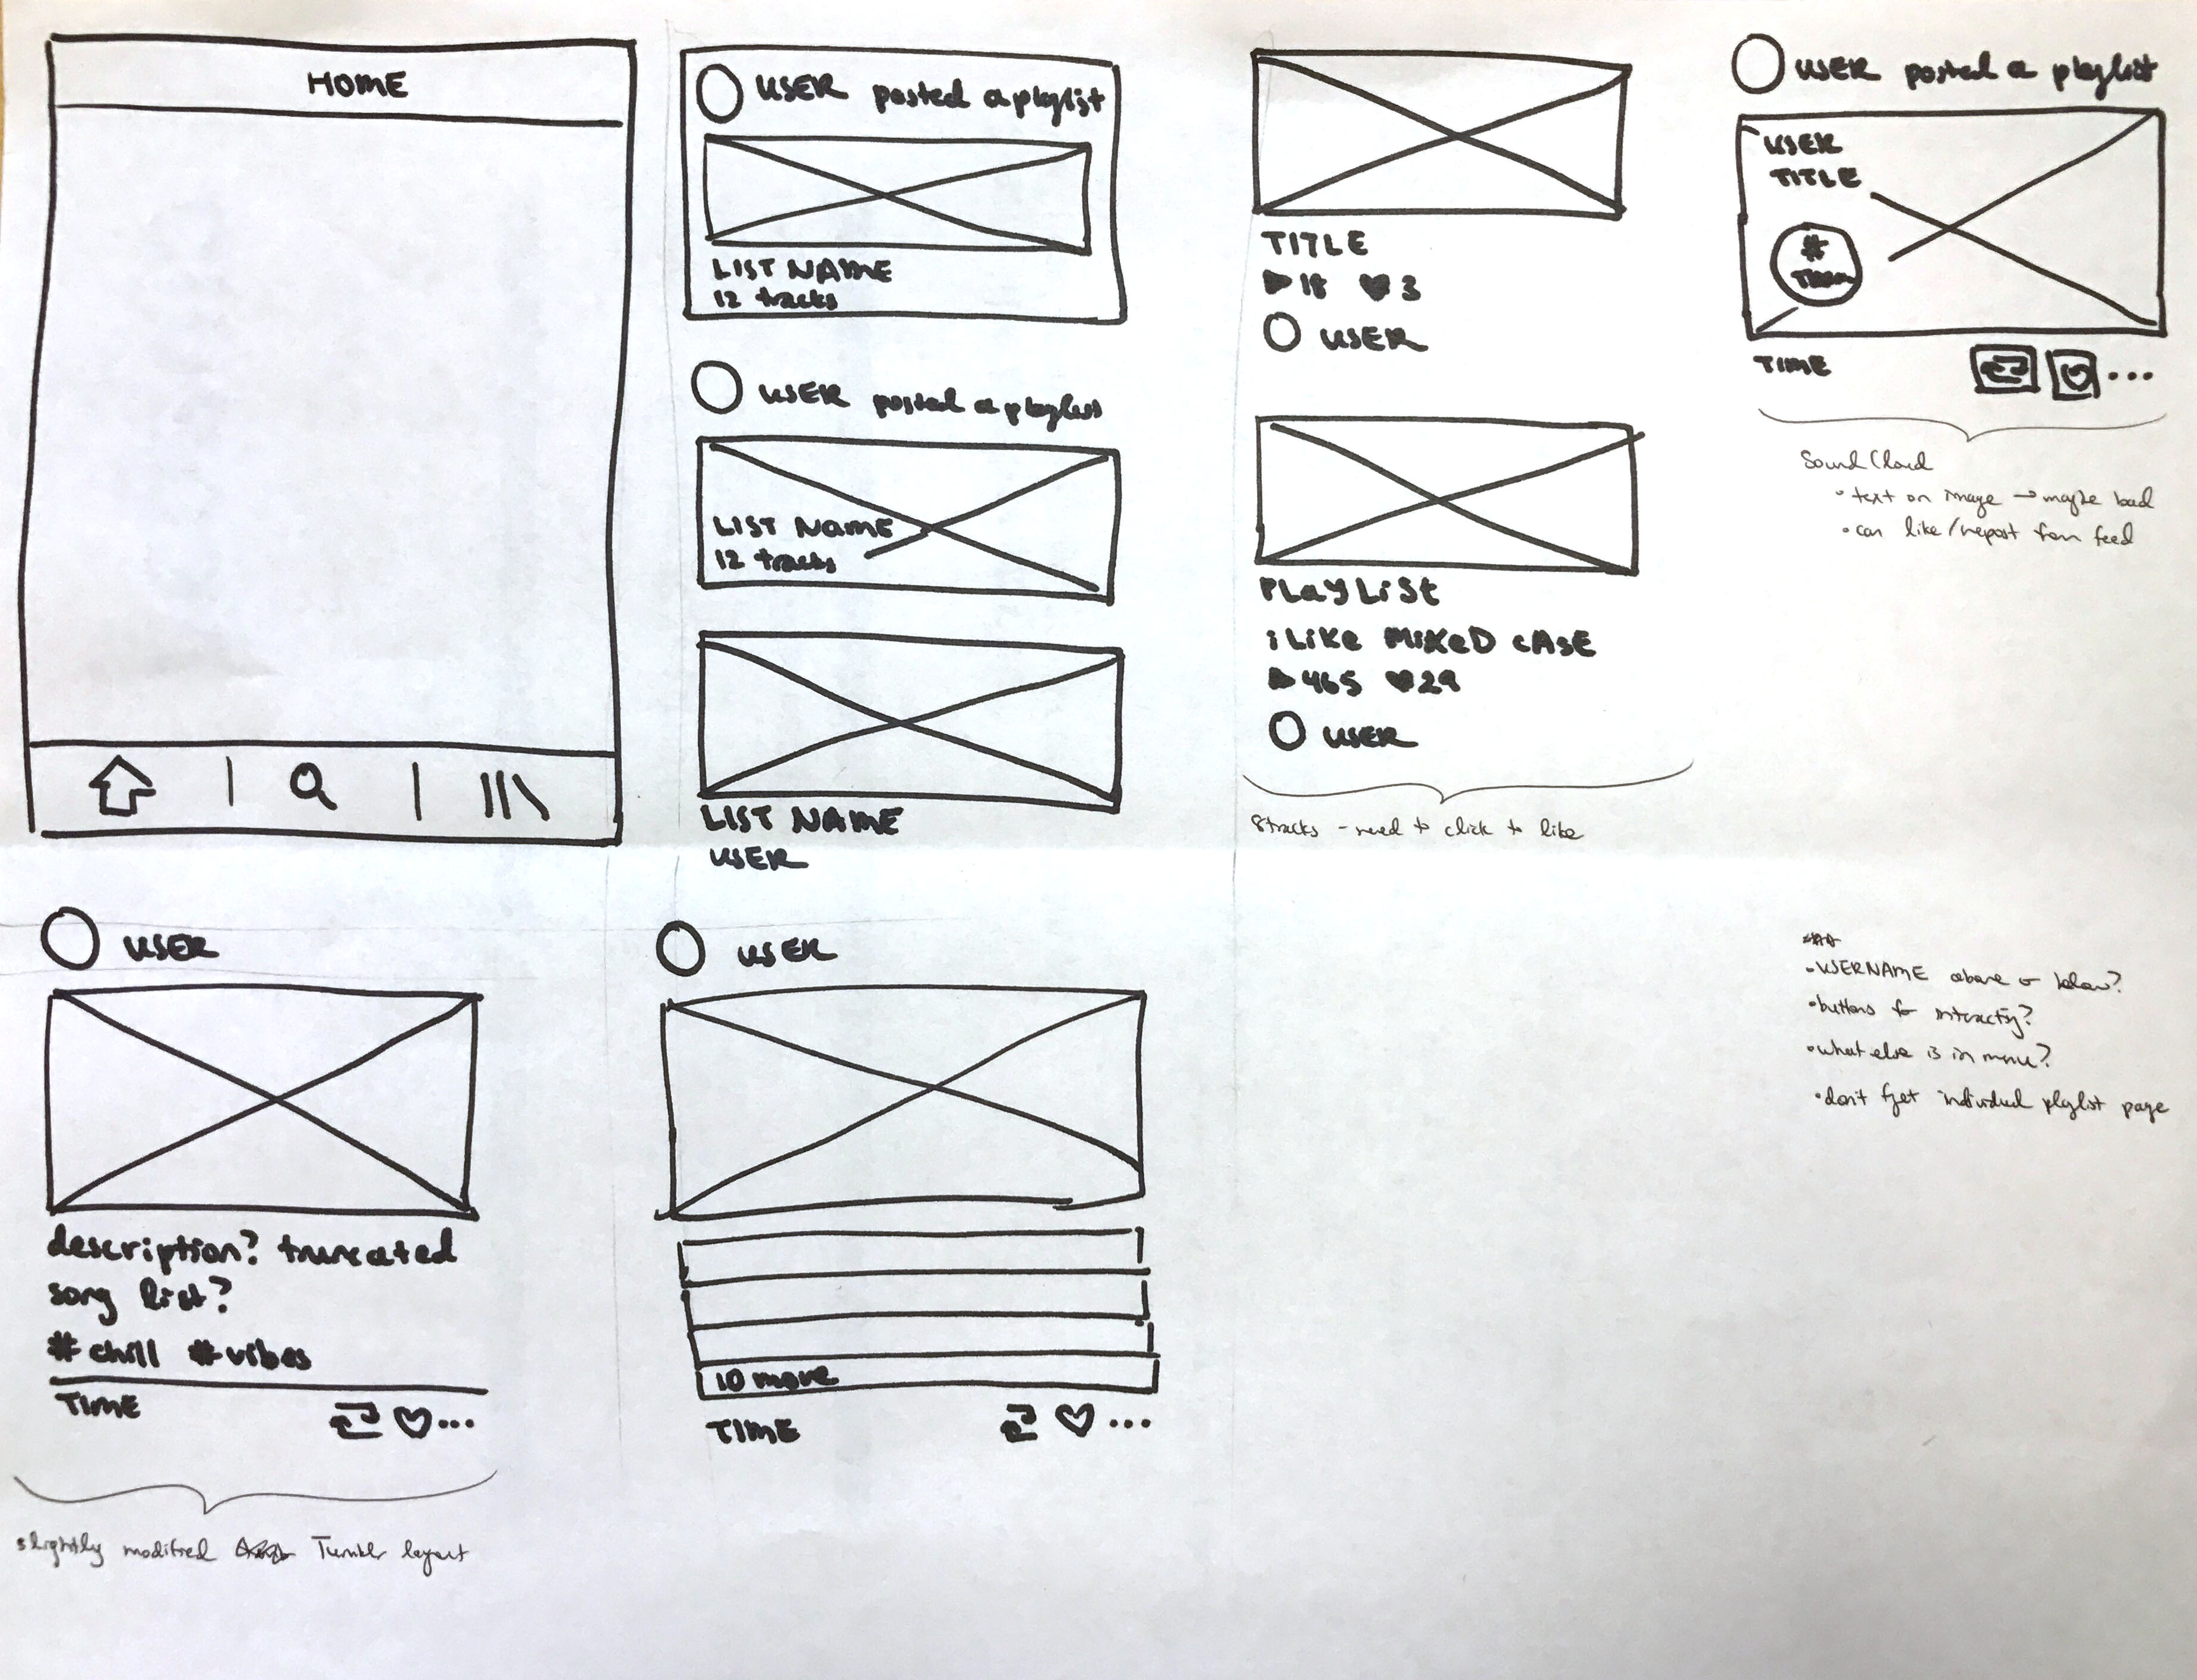 HOME
USER posted a playlist
LIST NAME
12 tracks
USER posted a playlist
LIST NAME
12 tracks
LIST NAME
USER
TITLE
18 3
USER
PLAYLiSt
iLiKe MiXeD cAsE
465 29
USER
8tracks - need to click to like
USER posted a playlist
USER
TITLE
#
TIME
SoundCloud
• text on image → maybe bad
• can like/repost from feed
USER
description? truncated
song list?
#chill #vibes
TIME
slightly modified Tumblr layout
USER
10 more
TIME
• USERNAME above or below?
• buttons for interacting?
• what else is in menu?
• don't forget individual playlist page